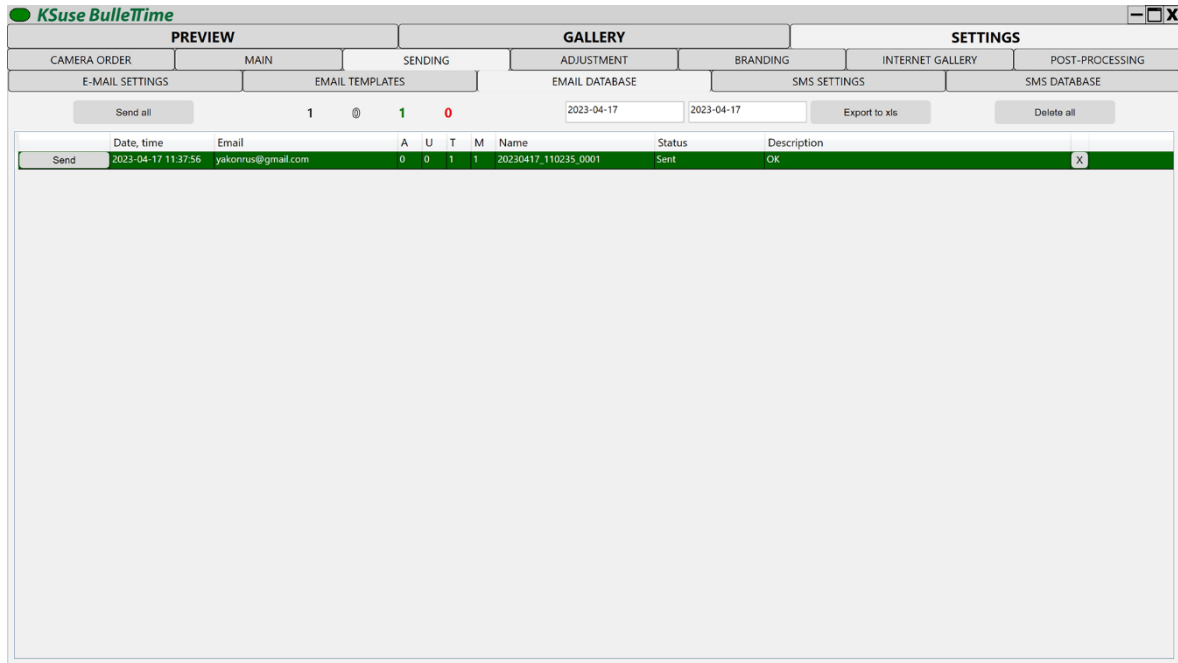 KSuse BulleTTime
PREVIEW GALLERY SETTINGS
CAMERA ORDER MAIN SENDING ADJUSTMENT BRANDING INTERNET GALLERY POST-PROCESSING
E-MAIL SETTINGS EMAIL TEMPLATES EMAIL DATABASE SMS SETTINGS SMS DATABASE
Send all 1 0 1 0 2023-04-17 2023-04-17 Export to xls Delete all
Date, time Email A U T M Name Status Description
Send 2023-04-17 11:37:56 yakonrus@gmail.com 0 0 1 1 20230417_110235_0001 Sent OK X